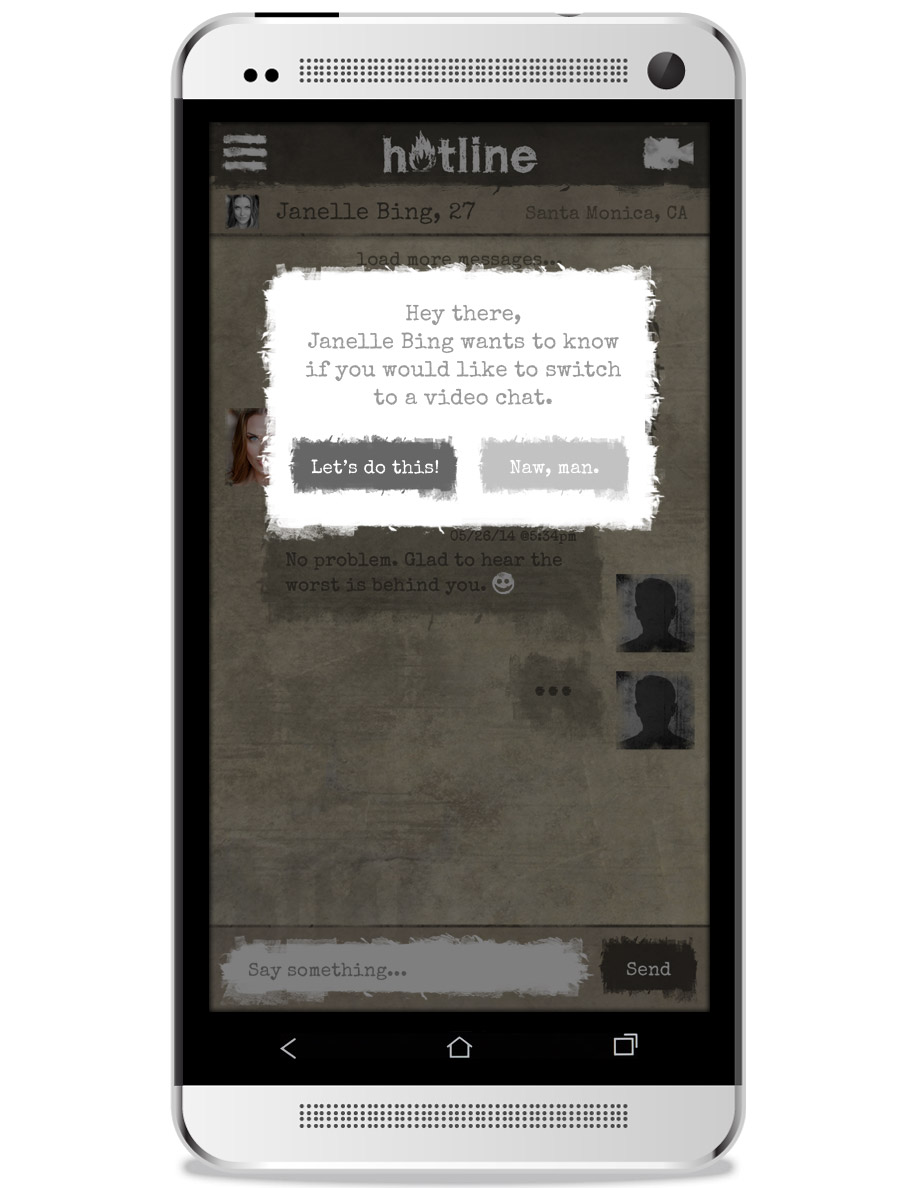 hotline
Janelle Bing, 27 Santa Monica, CA
load more messages...
Hey there,
Janelle Bing wants to know
if you would like to switch
to a video chat.
Let's do this! Naw, man.
05/26/14 @5:34pm
No problem. Glad to hear the
worst is behind you.
Say something... Send